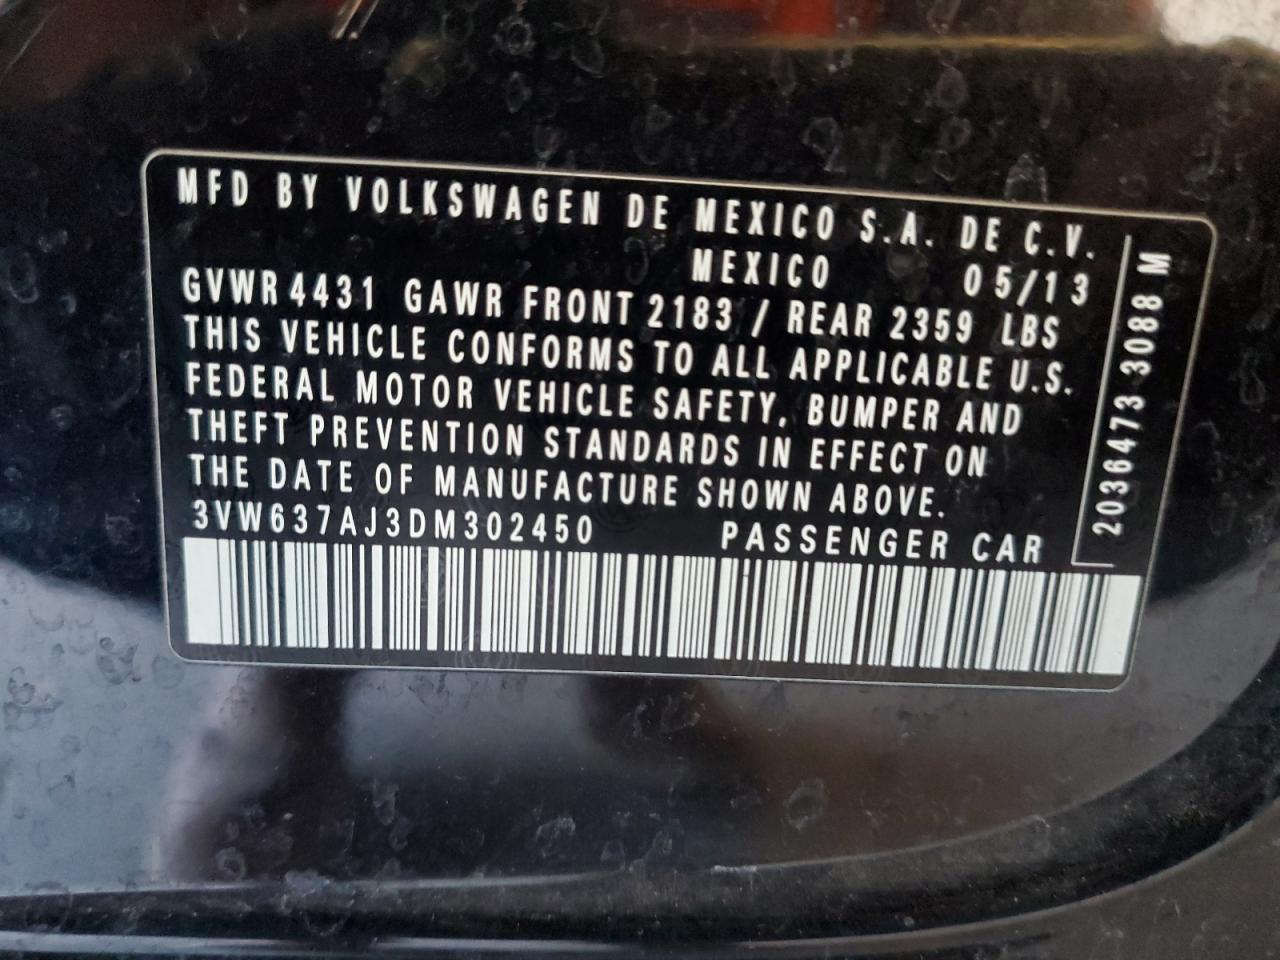 MFD BY VOLKSWAGEN DE MEXICO S.A. DE C.V.
MEXICO 05/13
GVWR 4431 GAWR FRONT 2183 / REAR 2359 LBS
THIS VEHICLE CONFORMS TO ALL APPLICABLE U.S.
FEDERAL MOTOR VEHICLE SAFETY, BUMPER AND
THEFT PREVENTION STANDARDS IN EFFECT ON
THE DATE OF MANUFACTURE SHOWN ABOVE.
3VW637AJ3DM302450 PASSENGER CAR
2036473 3088 M